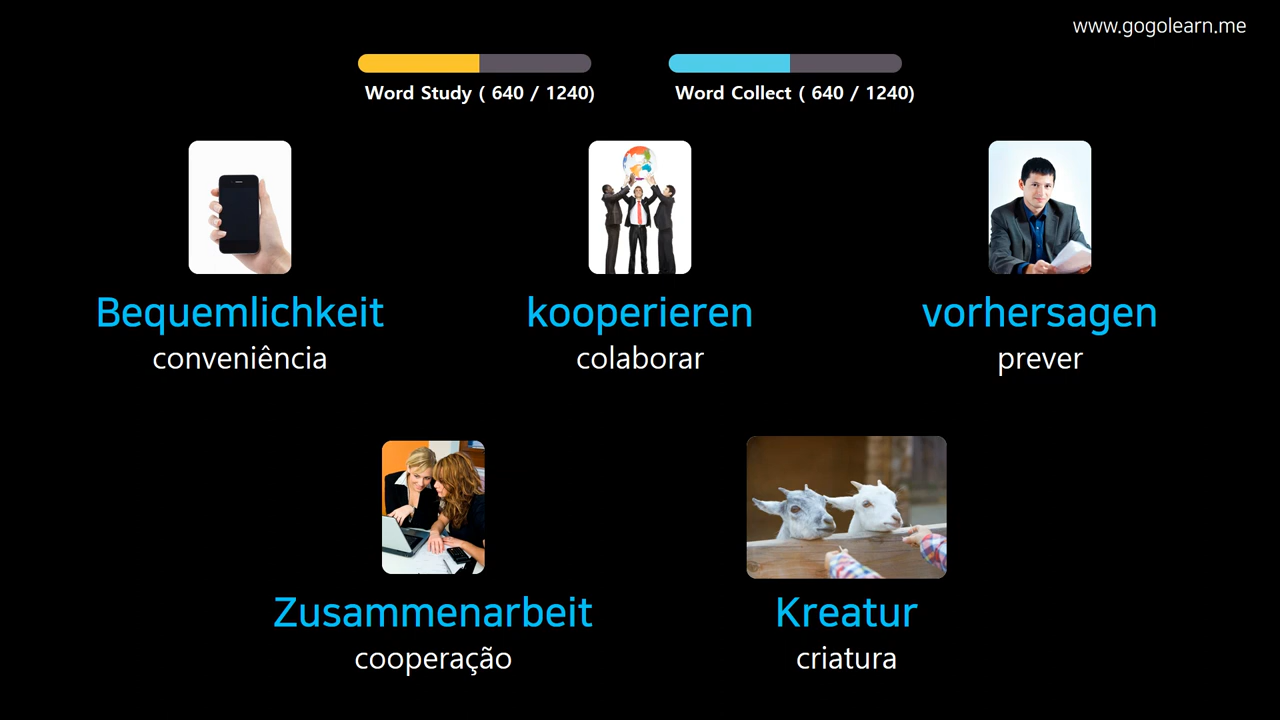 www.gogolearn.me
Word Study ( 640 / 1240)
Word Collect ( 640 / 1240)
Bequemlichkeit
conveniência
kooperieren
colaborar
vorhersagen
prever
Zusammenarbeit
cooperação
Kreatur
criatura